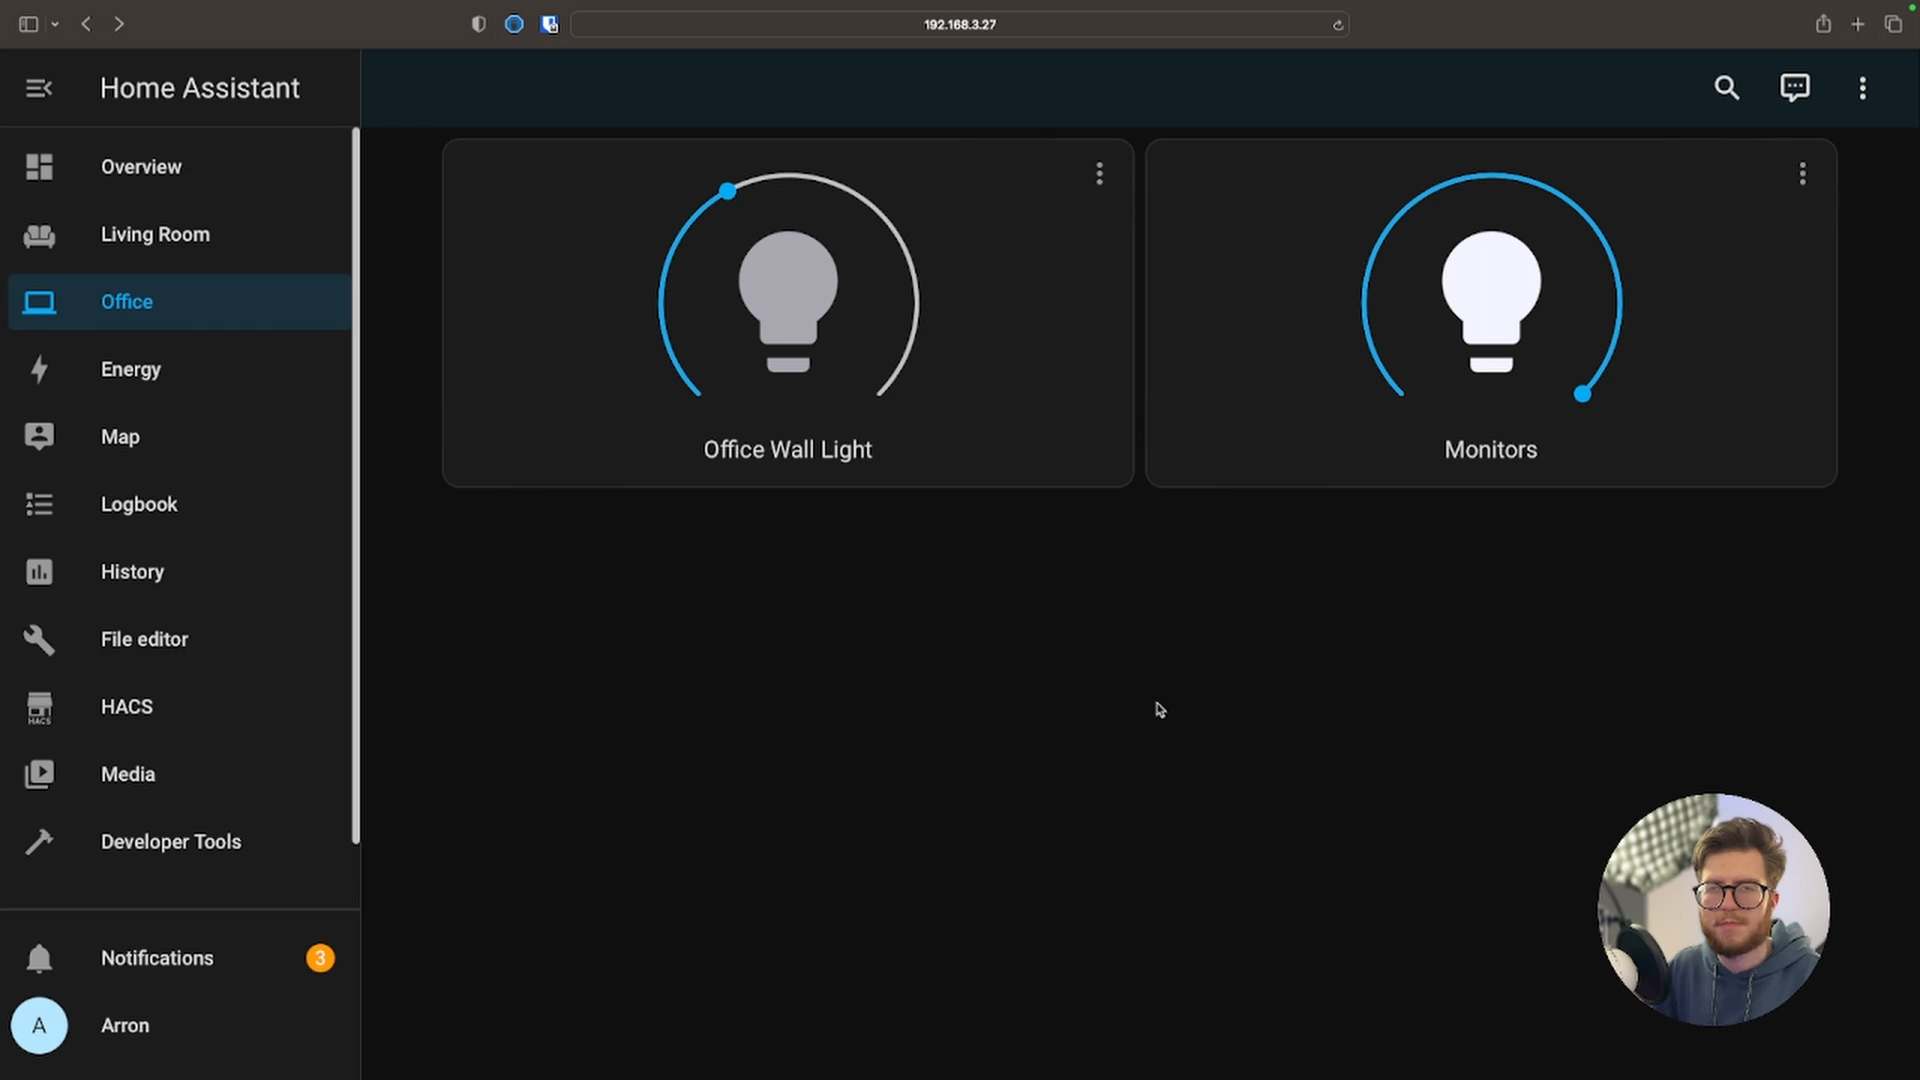 192.168.3.27
Home Assistant
Overview
Living Room
Office
Energy
Map
Logbook
History
File editor
HACS
HACS
Media
Developer Tools
Notifications
3
A
Arron
Office Wall Light
Monitors